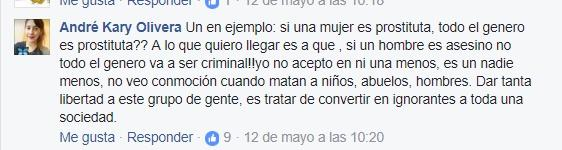 Me gusta · Responder · 1 · 12 de mayo a las 10:18
André Kary Olivera Un en ejemplo: si una mujer es prostituta, todo el genero
es prostituta?? A lo que quiero llegar es a que , si un hombre es asesino no
todo el genero va a ser criminal!!yo no acepto en ni una menos, es un nadie
menos, no veo conmoción cuando matan a niños, abuelos, hombres. Dar tanta
libertad a este grupo de gente, es tratar de convertir en ignorantes a toda una
sociedad.
Me gusta · Responder · 9 · 12 de mayo a las 10:20